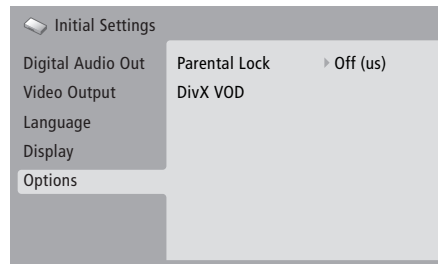 Initial Settings
Digital Audio Out
Video Output
Language
Display
Options
Parental Lock
Off (us)
DivX VOD